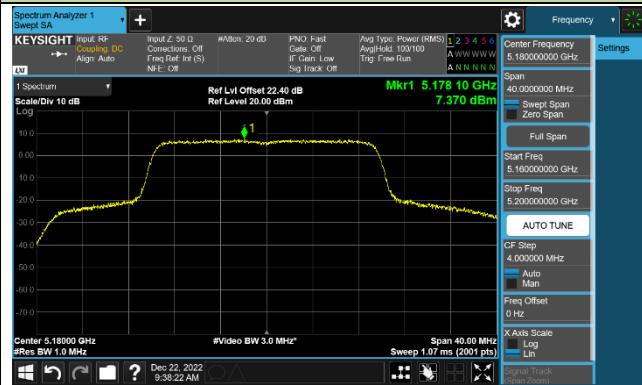 Spectrum Analyzer 1
Swept SA
Frequency
KEYSIGHT
Input: RF
Coupling: DC
Align: Auto
Input Z: 50 Ω
Corrections: Off
Freq Ref: Int (S)
NFE: Off
#Atten: 20 dB
PNO: Fast
Gate: Off
IF Gain: Low
Sig Track: Off
Avg Type: Power (RMS)
Avg|Hold: 100/100
Trig: Free Run
1 2 3 4 5 6
A W W W W W
A N N N N N
LXI
1 Spectrum
Scale/Div 10 dB
Log
Ref Lvl Offset 22.40 dB
Ref Level 20.00 dBm
Mkr1 5.178 10 GHz
7.370 dBm
1
10.0
0.00
-10.0
-20.0
-30.0
-40.0
-50.0
-60.0
-70.0
Center 5.18000 GHz
#Res BW 1.0 MHz
#Video BW 3.0 MHz*
Span 40.00 MHz
Sweep 1.07 ms (2001 pts)
Center Frequency
5.180000000 GHz
Settings
Span
40.0000000 MHz
Swept Span
Zero Span
Full Span
Start Freq
5.160000000 GHz
Stop Freq
5.200000000 GHz
AUTO TUNE
CF Step
4.000000 MHz
Auto
Man
Freq Offset
0 Hz
X Axis Scale
Log
Lin
Signal Track
(Span Zoom)
?
Dec 22, 2022
9:38:22 AM